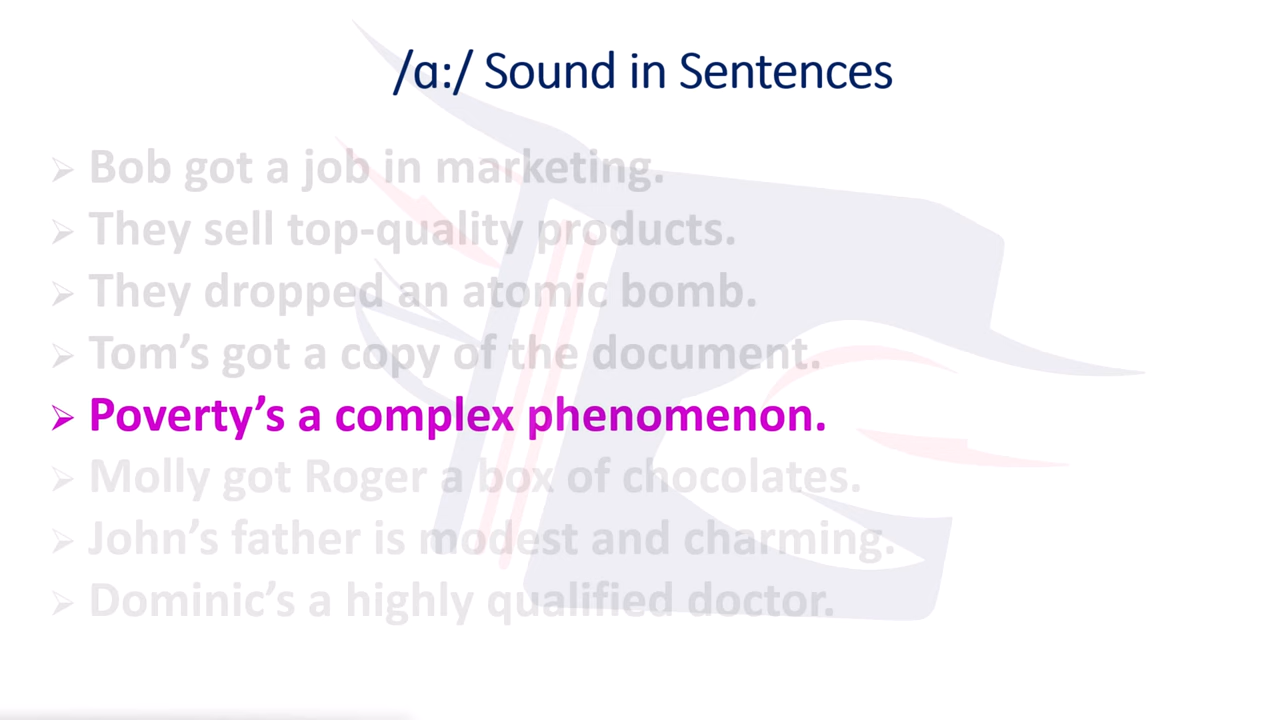 /ɑ:/ Sound in Sentences
➢ Bob got a job in marketing.
➢ They sell top-quality products.
➢ They dropped an atomic bomb.
➢ Tom’s got a copy of the document.
➢ Poverty’s a complex phenomenon.
➢ Molly got Roger a box of chocolates.
➢ John’s father is modest and charming.
➢ Dominic’s a highly qualified doctor.